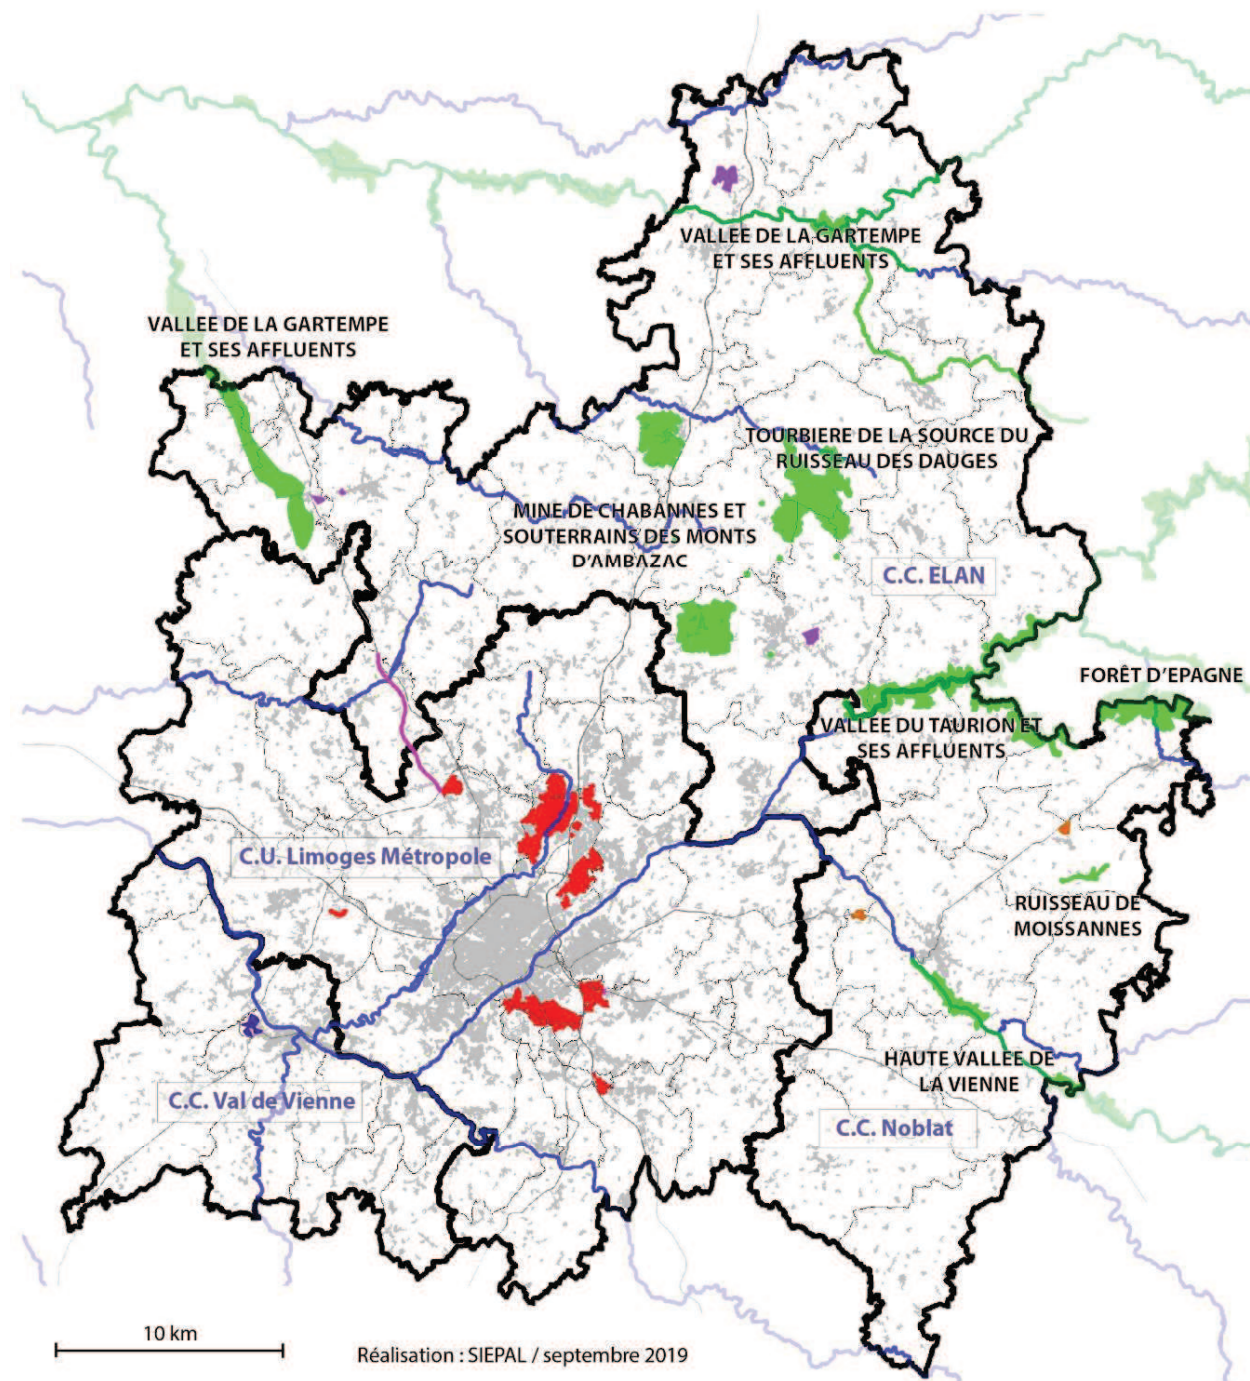 VALLEE DE LA GARTEMPE
ET SES AFFLUENTS
VALLEE DE LA GARTEMPE
ET SES AFFLUENTS
TOURBIERE DE LA SOURCE DU
RUISSEAU DES DAUGES
MINE DE CHABANNES ET
SOUTERRAINS DES MONTS
D'AMBAZAC
C.C. ELAN
FORÊT D'EPAGNE
VALLÉE DU TAURION ET
SES AFFLUENTS
C.U. Limoges Métropole
RUISSEAU DE
MOISSANNES
HAUTE VALLÉE DE
LA VIENNE
C.C. Val de Vienne
C.C. Noblat
10 km
Réalisation : SIEPAL / septembre 2019